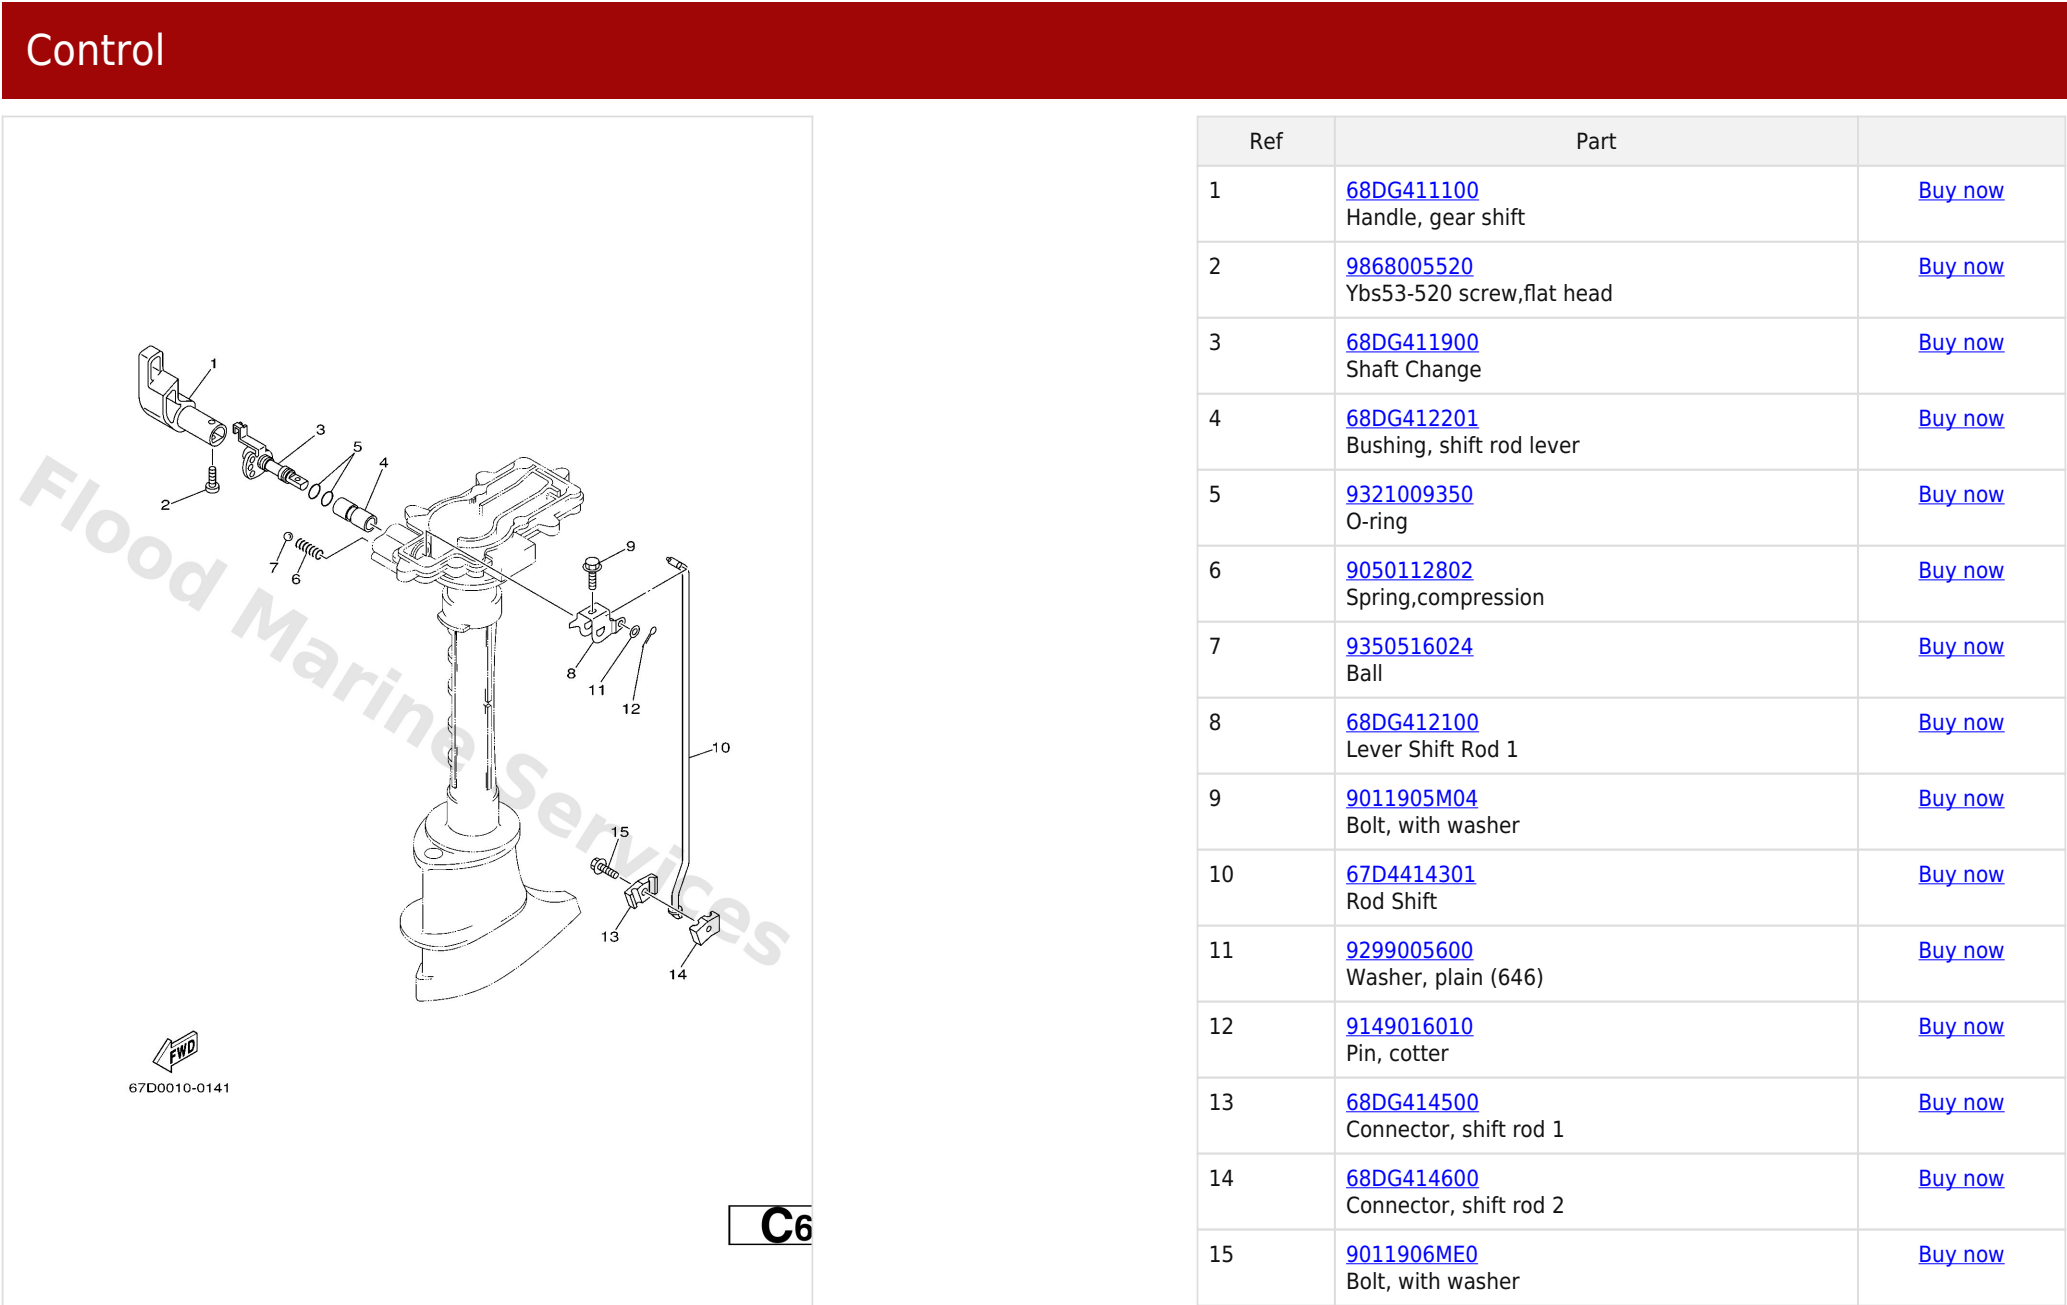 Control
1
3
5
4
2
7
6
9
8
11
12
10
15
13
14
Flood Marine Services
FWD
67D0010-0141
C6
Ref Part
1 68DG411100 Buy now
Handle, gear shift
2 9868005520 Buy now
Ybs53-520 screw,flat head
3 68DG411900 Buy now
Shaft Change
4 68DG412201 Buy now
Bushing, shift rod lever
5 9321009350 Buy now
O-ring
6 9050112802 Buy now
Spring,compression
7 9350516024 Buy now
Ball
8 68DG412100 Buy now
Lever Shift Rod 1
9 9011905M04 Buy now
Bolt, with washer
10 67D4414301 Buy now
Rod Shift
11 9299005600 Buy now
Washer, plain (646)
12 9149016010 Buy now
Pin, cotter
13 68DG414500 Buy now
Connector, shift rod 1
14 68DG414600 Buy now
Connector, shift rod 2
15 9011906ME0 Buy now
Bolt, with washer